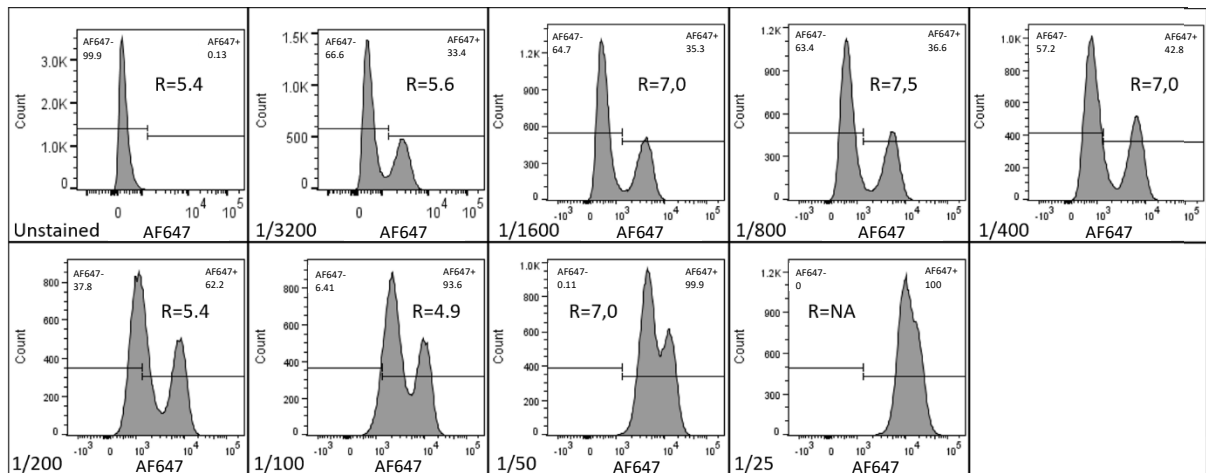 AF647- AF647+
99.9 0.13
R=5.4
3.0K
2.0K
1.0K
0
Count
0 10^4 10^5
Unstained AF647
AF647- AF647+
66.6 33.4
R=5.6
1.5K
1.0K
500
0
Count
0 10^4 10^5
1/3200 AF647
AF647- AF647+
64.7 35.3
R=7,0
1.2K
900
600
300
0
Count
-10^3 0 10^3 10^4 10^5
1/1600 AF647
AF647- AF647+
63.4 36.6
R=7,5
1200
900
600
300
0
Count
-10^3 0 10^3 10^4 10^5
1/800 AF647
AF647- AF647+
57.2 42.8
R=7,0
1.0K
800
600
400
200
0
Count
-10^3 0 10^3 10^4 10^5
1/400 AF647
AF647- AF647+
37.8 62.2
R=5.4
800
600
400
200
0
Count
-10^3 0 10^3 10^4 10^5
1/200 AF647
AF647- AF647+
6.41 93.6
R=4.9
800
600
400
200
0
Count
-10^3 0 10^3 10^4 10^5
1/100 AF647
AF647- AF647+
0.11 99.9
R=7,0
1.0K
800
600
400
200
0
Count
-10^3 0 10^3 10^4 10^5
1/50 AF647
AF647- AF647+
0 100
R=NA
1.2K
900
600
300
0
Count
-10^3 0 10^3 10^4 10^5
1/25 AF647